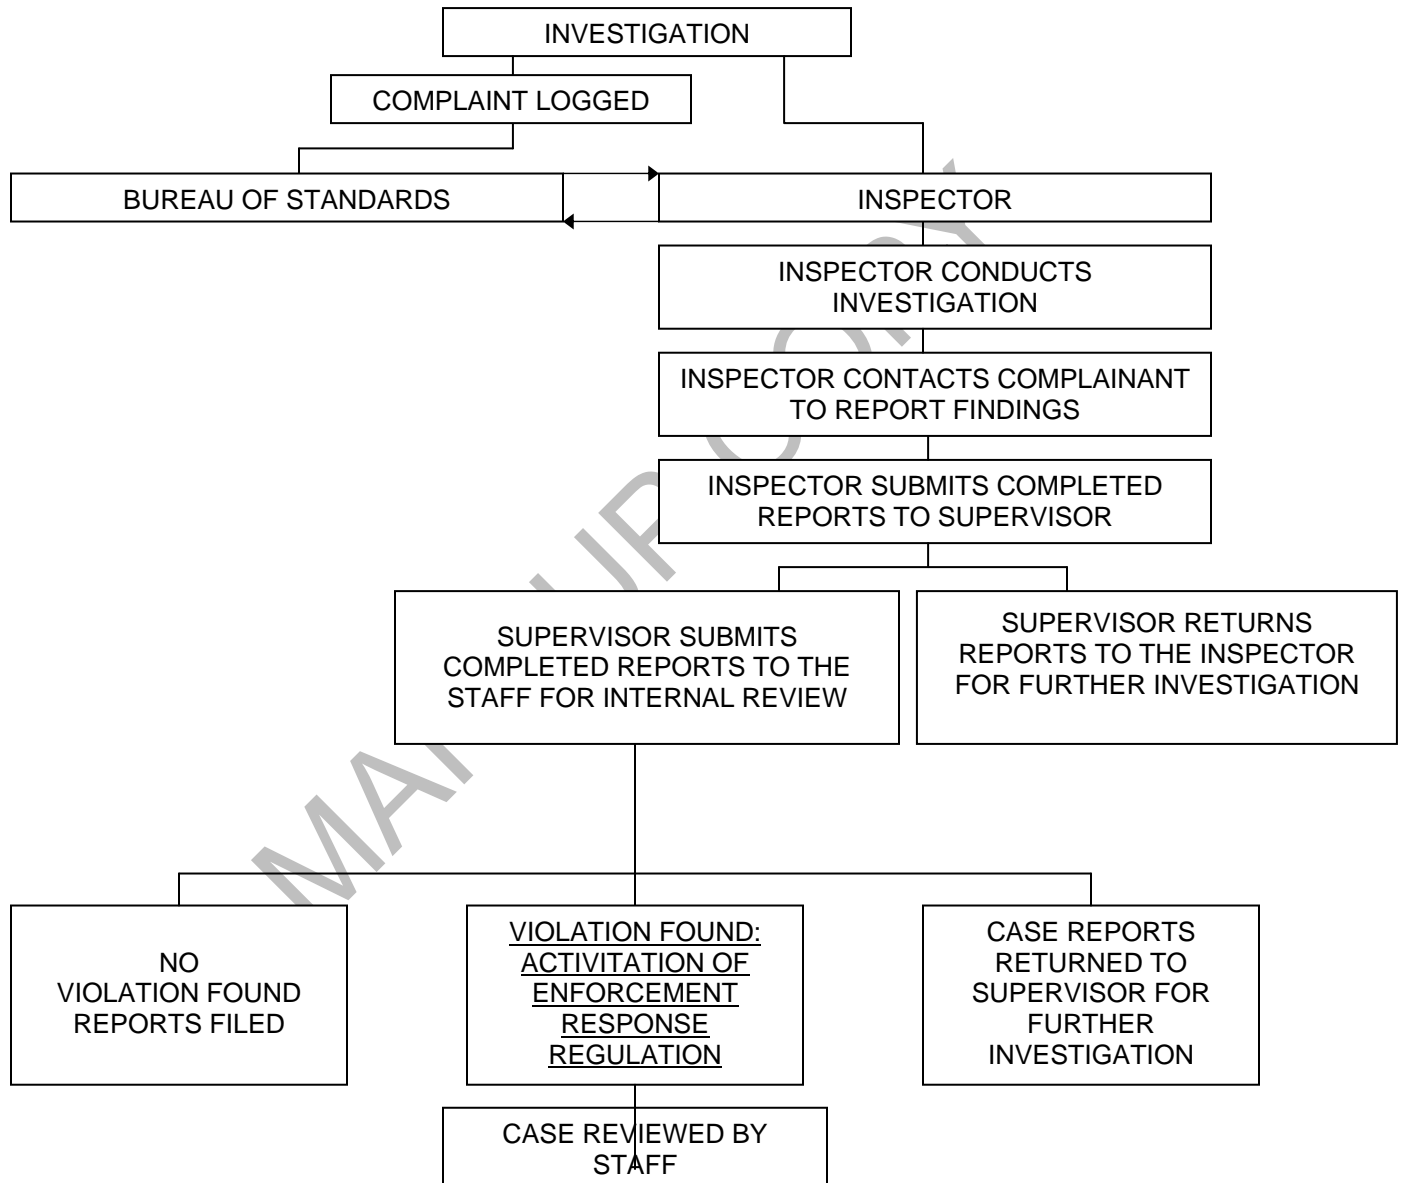 INVESTIGATION
COMPLAINT LOGGED
BUREAU OF STANDARDS
INSPECTOR
INSPECTOR CONDUCTS
INVESTIGATION
INSPECTOR CONTACTS COMPLAINANT
TO REPORT FINDINGS
INSPECTOR SUBMITS COMPLETED
REPORTS TO SUPERVISOR
SUPERVISOR SUBMITS
COMPLETED REPORTS TO THE
STAFF FOR INTERNAL REVIEW
SUPERVISOR RETURNS
REPORTS TO THE INSPECTOR
FOR FURTHER INVESTIGATION
NO
VIOLATION FOUND
REPORTS FILED
VIOLATION FOUND:
ACTIVITATION OF
ENFORCEMENT
RESPONSE
REGULATION
CASE REPORTS
RETURNED TO
SUPERVISOR FOR
FURTHER
INVESTIGATION
CASE REVIEWED BY
STAFF